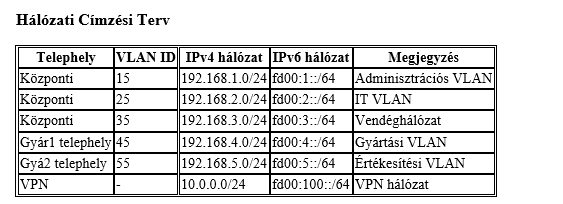 Hálózati Címzési Terv
Telephely VLAN ID IPv4 hálózat IPv6 hálózat Megjegyzés
Központi 15 192.168.1.0/24 fd00:1::/64 Adminisztrációs VLAN
Központi 25 192.168.2.0/24 fd00:2::/64 IT VLAN
Központi 35 192.168.3.0/24 fd00:3::/64 Vendéghálózat
Gyár1 telephely 45 192.168.4.0/24 fd00:4::/64 Gyártási VLAN
Gyá2 telephely 55 192.168.5.0/24 fd00:5::/64 Értékesítési VLAN
VPN - 10.0.0.0/24 fd00:100::/64 VPN hálózat